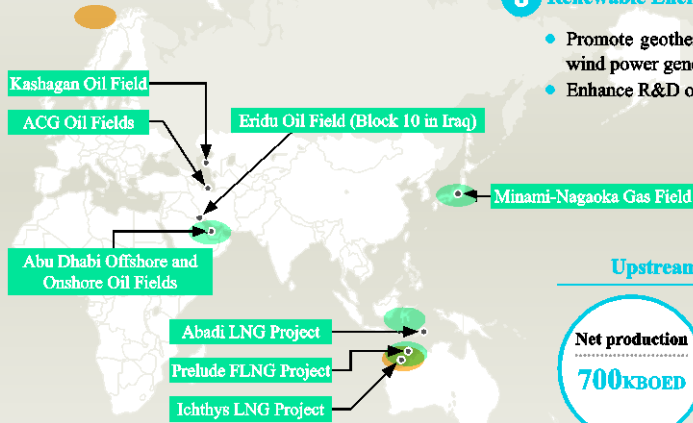 Renewable
Promote geothe
wind power gene
Enhance R&D o
Kashagan Oil Field
ACG Oil Fields
Eridu Oil Field (Block 10 in Iraq)
Minami-Nagaoka Gas Field
Abu Dhabi Offshore and
Onshore Oil Fields
Upstream
Abadi LNG Project
Prelude FLNG Project
Ichthys LNG Project
Net production
700KBOED